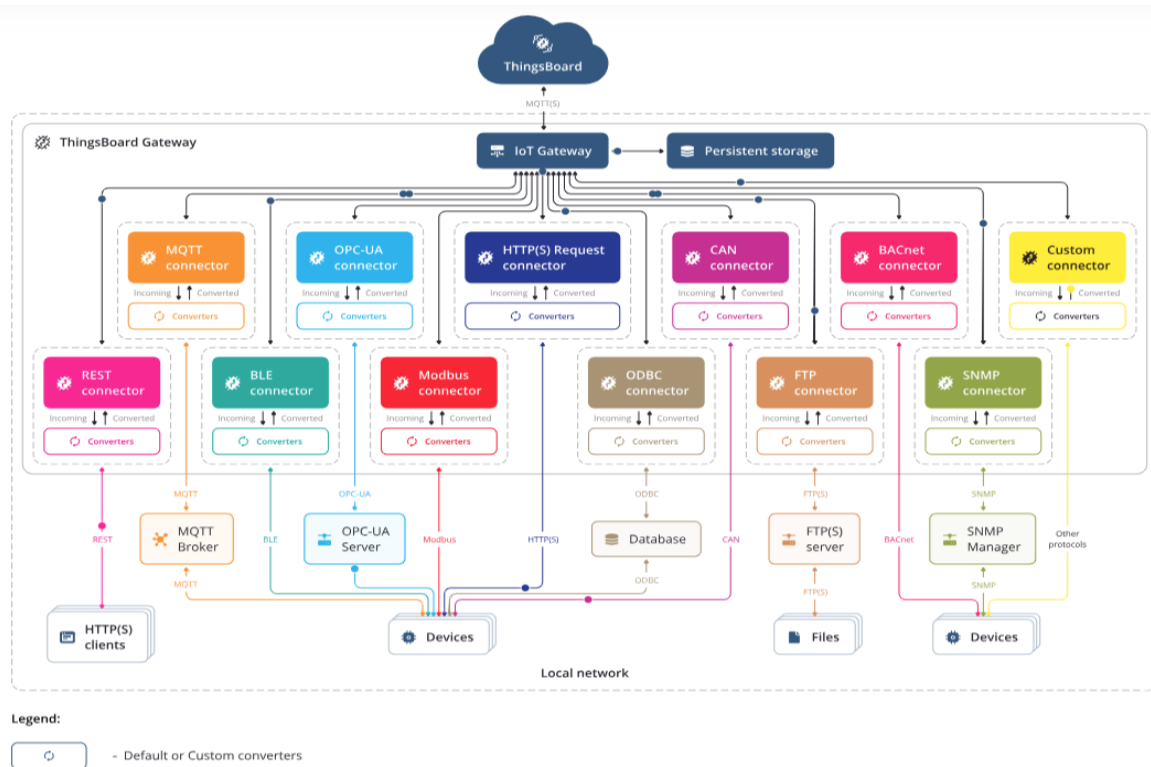 ThingsBoard
MQTT(S)
ThingsBoard Gateway
IoT Gateway
Persistent storage
MQTT
connector
OPC-UA
connector
HTTP(S) Request
connector
CAN
connector
BACnet
connector
Custom
connector
Incoming Converted
Incoming Converted
Incoming Converted
Incoming Converted
Incoming Converted
Incoming Converted
Converters
Converters
Converters
Converters
Converters
Converters
REST
connector
BLE
connector
Modbus
connector
ODBC
connector
FTP
connector
SNMP
connector
Incoming Converted
Incoming Converted
Incoming Converted
Incoming Converted
Incoming Converted
Incoming Converted
Converters
Converters
Converters
Converters
Converters
Converters
MQTT
OPC-UA
ODBC
FTP(S)
SNMP
REST
MQTT
Broker
BLE
OPC-UA
Server
Modbus
HTTP(S)
Database
CAN
FTP(S)
server
BACnet
SNMP
Manager
Other
protocols
MQTT
ODBC
FTP(S)
SNMP
HTTP(S)
clients
Devices
Files
Devices
Local network
Legend:
- Default or Custom converters